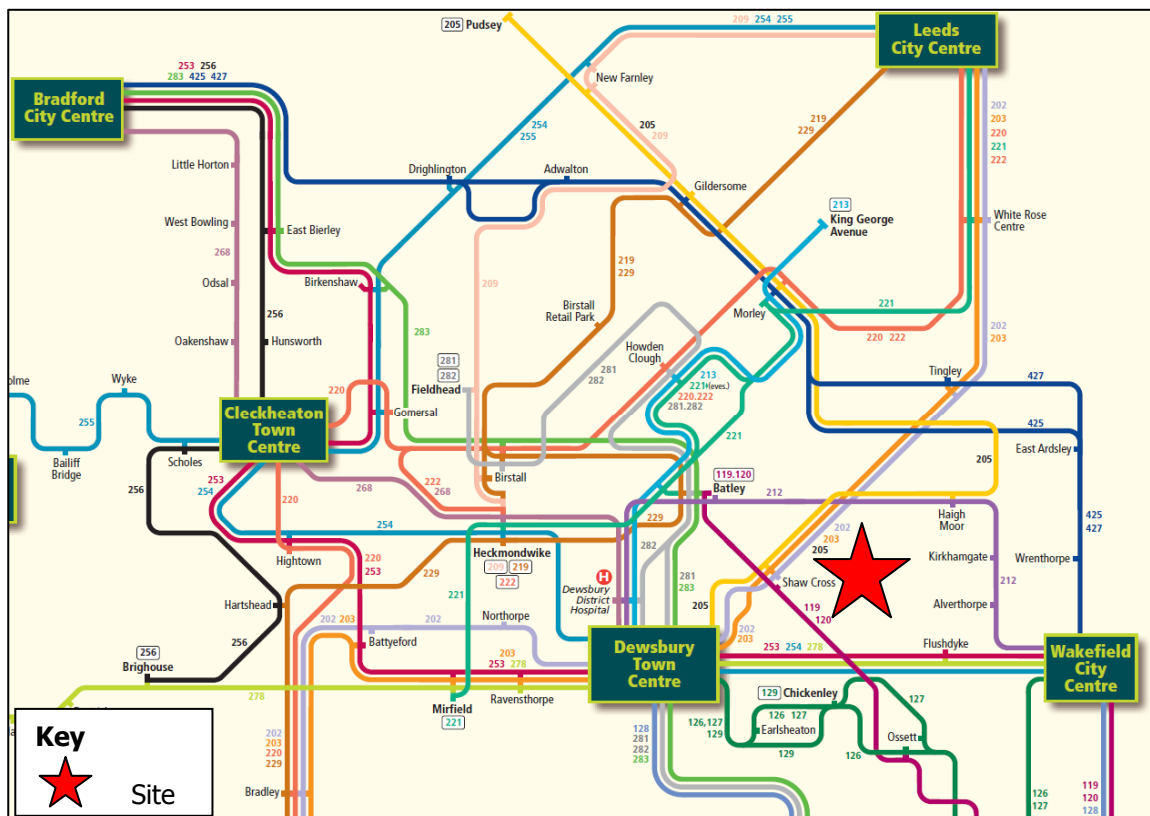 205 Pudsey
209 254 255
Leeds
City Centre
253 256
283 425 427
Bradford
City Centre
New Farnley
254
255
205
209
219
229
202
203
220
221
222
Little Horton
Drighlington
Adwalton
Gildersome
213
King George
Avenue
White Rose
Centre
West Bowling
East Bierley
268
219
229
209
Odsal
Birkenshaw
Birstall
Retail Park
Morley
221
220 222
202
203
256
283
Oakenshaw
Hunsworth
Howden
Clough
281
282
281
282
Fieldhead
213
221 (eves.)
220.222
281.282
Tingley
427
olme
Wyke
220
Cleckheaton
Town
Centre
Gomersal
255
425
221
205
East Ardsley
Bailiff
Bridge
Scholes
253
254
256
220
268
222
268
Birstall
119.120
Batley
212
229
Haigh
Moor
425
427
254
202
203
205
Hightown
Heckmondwike
209 219
222
282
220
253
229
H
Dewsbury
District
Hospital
281
283
Shaw Cross
Kirkhamgate
Wrenthorpe
212
221
Hartshead
Northorpe
205
119
120
Alverthorpe
202 203
202
Battyeford
202
203
Flushdyke
256
256
Brighouse
203
253 278
Dewsbury
Town
Centre
253 254 278
Wakefield
City
Centre
278
Ravensthorpe
Mirfield
221
129 Chickenley
127
126,127
129
126 127
Earlsheaton
129
126
Ossett
128
281
282
283
202
203
220
229
Bradley
Key
Site
126
127
119
120
128